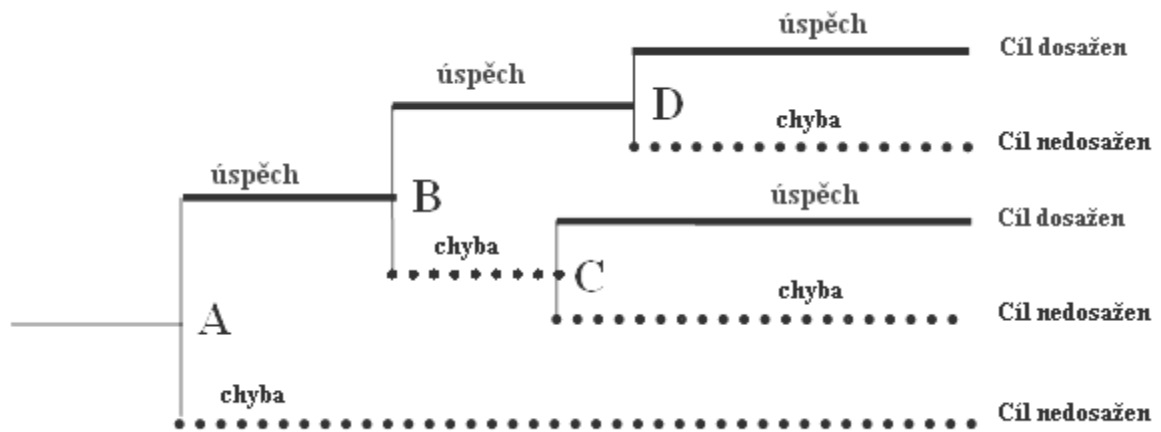 úspěch
Cíl dosažen
úspěch
D
chyba
Cíl nedosažen
úspěch
B
úspěch
Cíl dosažen
chyba
C
chyba
Cíl nedosažen
A
chyba
Cíl nedosažen